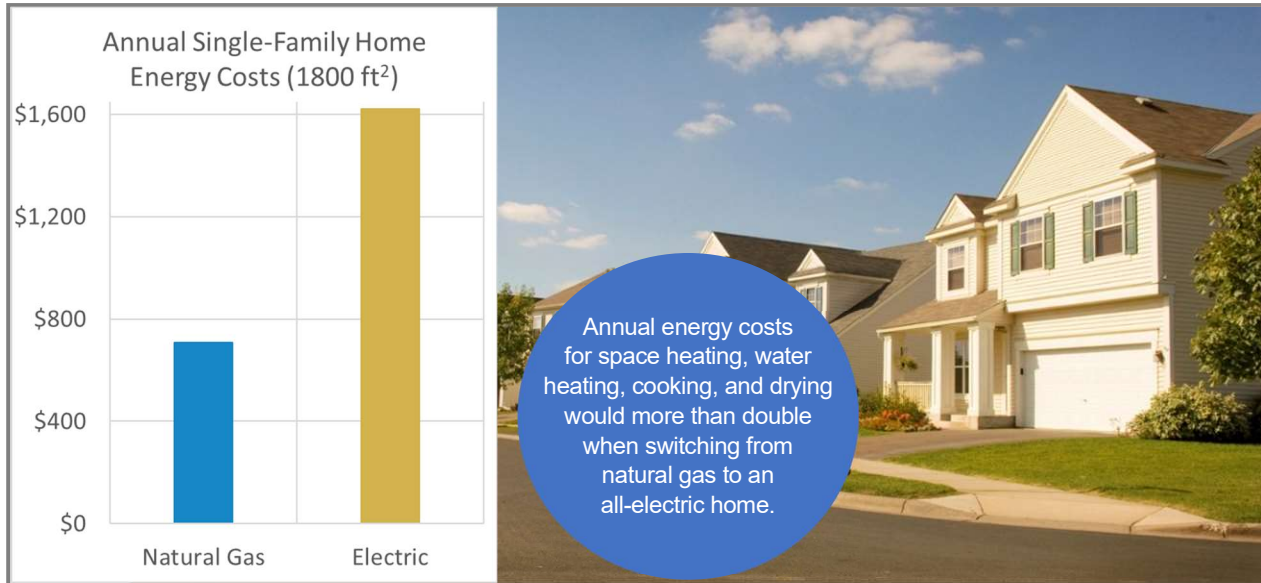 Annual Single-Family Home
Energy Costs (1800 ft²)
$1,600
$1,200
$800
$400
$0
Natural Gas
Electric
Annual energy costs
for space heating, water
heating, cooking, and drying
would more than double
when switching from
natural gas to an
all-electric home.